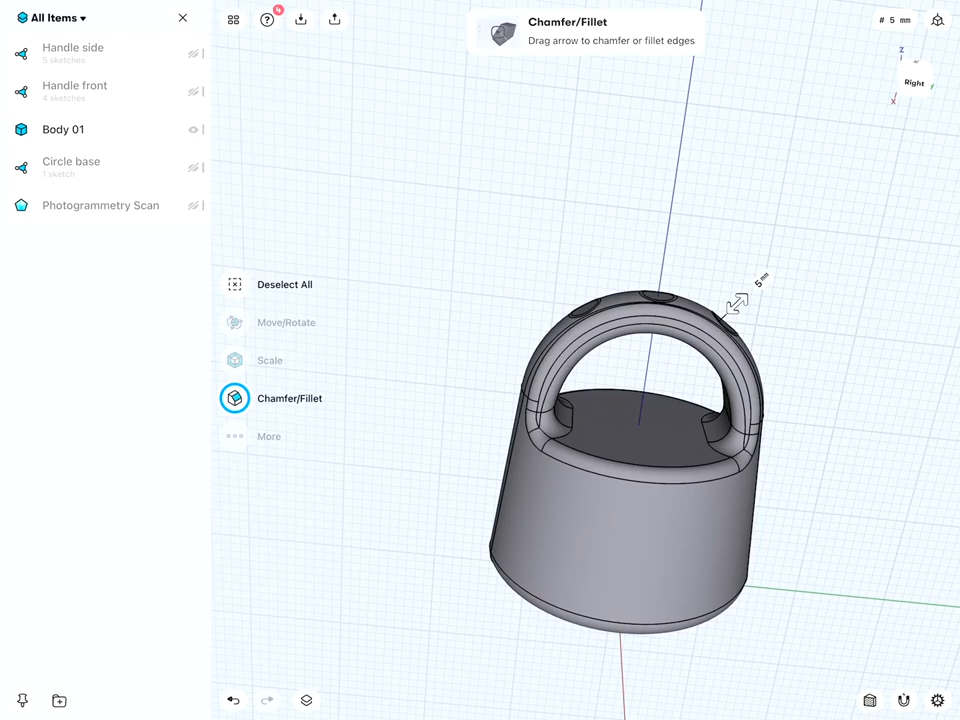 All Items
Handle side
5 sketches
Handle front
4 sketches
Body 01
Circle base
1 sketch
Photogrammetry Scan
4
Chamfer/Fillet
Drag arrow to chamfer or fillet edges
# 5 mm
Z
Right
X
Deselect All
Move/Rotate
Scale
Chamfer/Fillet
More
5 mm